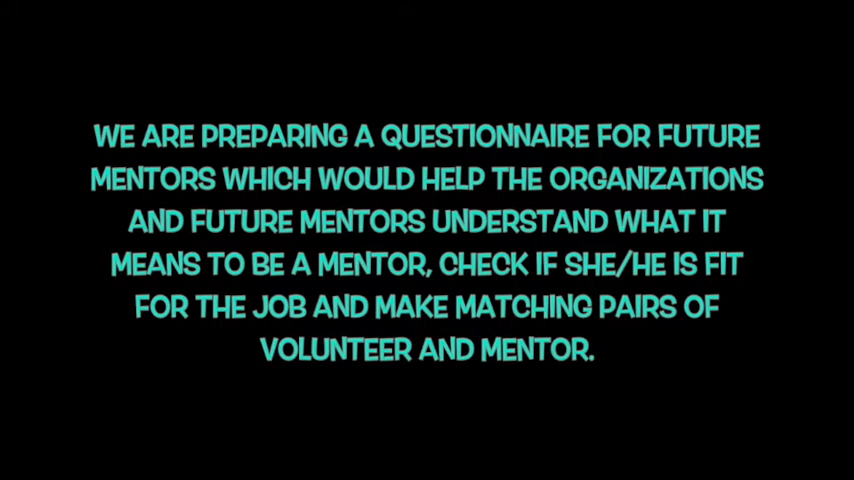 WE ARE PREPARING A QUESTIONNAIRE FOR FUTURE
MENTORS WHICH WOULD HELP THE ORGANIZATIONS
AND FUTURE MENTORS UNDERSTAND WHAT IT
MEANS TO BE A MENTOR, CHECK IF SHE/HE IS FIT
FOR THE JOB AND MAKE MATCHING PAIRS OF
VOLUNTEER AND MENTOR.